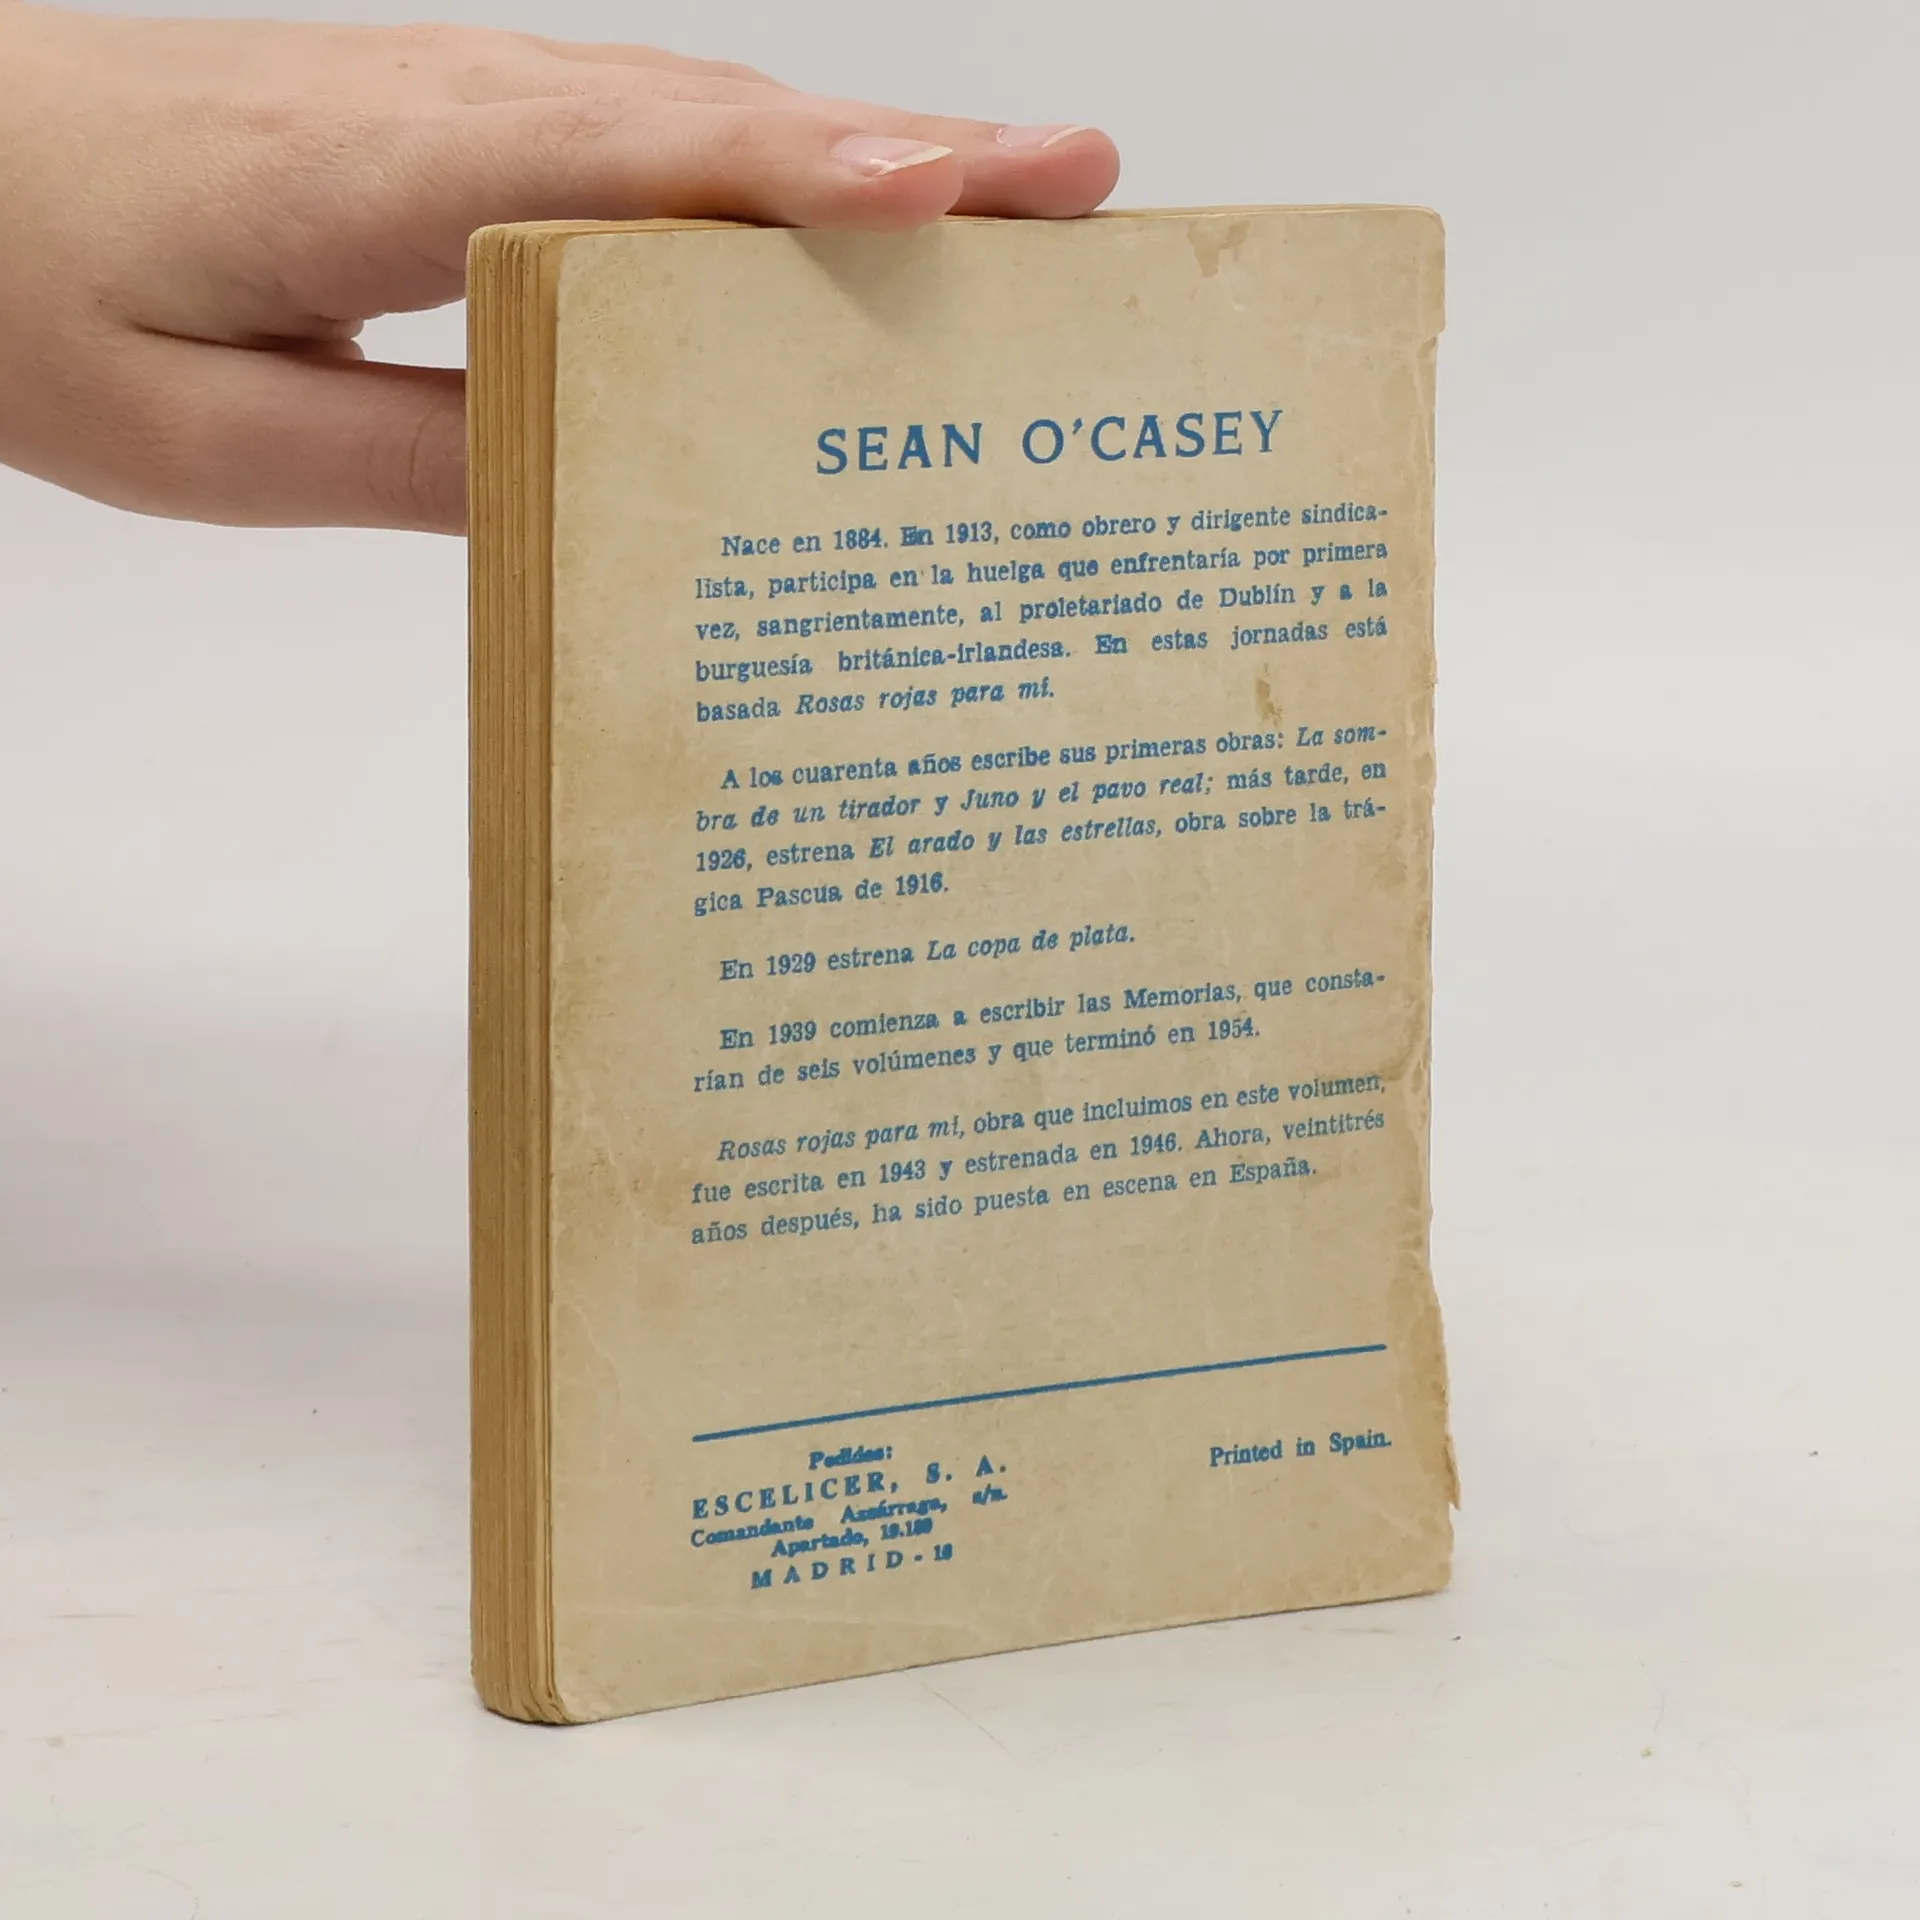 SEAN O'CASEY
Nace en 1884. En 1913, como obrero y dirigente sindica-
lista, participa en la huelga que enfrentaría por primera
vez, sangrientamente, al proletariado de Dublín y a la
burguesía británica-irlandesa. En estas jornadas está
basada Rosas rojas para mí.
A los cuarenta años escribe sus primeras obras: La som-
bra de un tirador y Juno y el pavo real; más tarde, en
1926, estrena El arado y las estrellas, obra sobre la trá-
gica Pascua de 1916.
En 1929 estrena La copa de plata.
En 1939 comienza a escribir las Memorias, que consta-
rían de seis volúmenes y que terminó en 1954.
Rosas rojas para mí, obra que incluimos en este volumen,
fue escrita en 1943 y estrenada en 1946. Ahora, veintitrés
años después, ha sido puesta en escena en España.
Pedidos:
ESCELICER, S. A.
Comandante Azcárraga, s/n.
Apartado,
MADRID - 16
Printed in Spain.